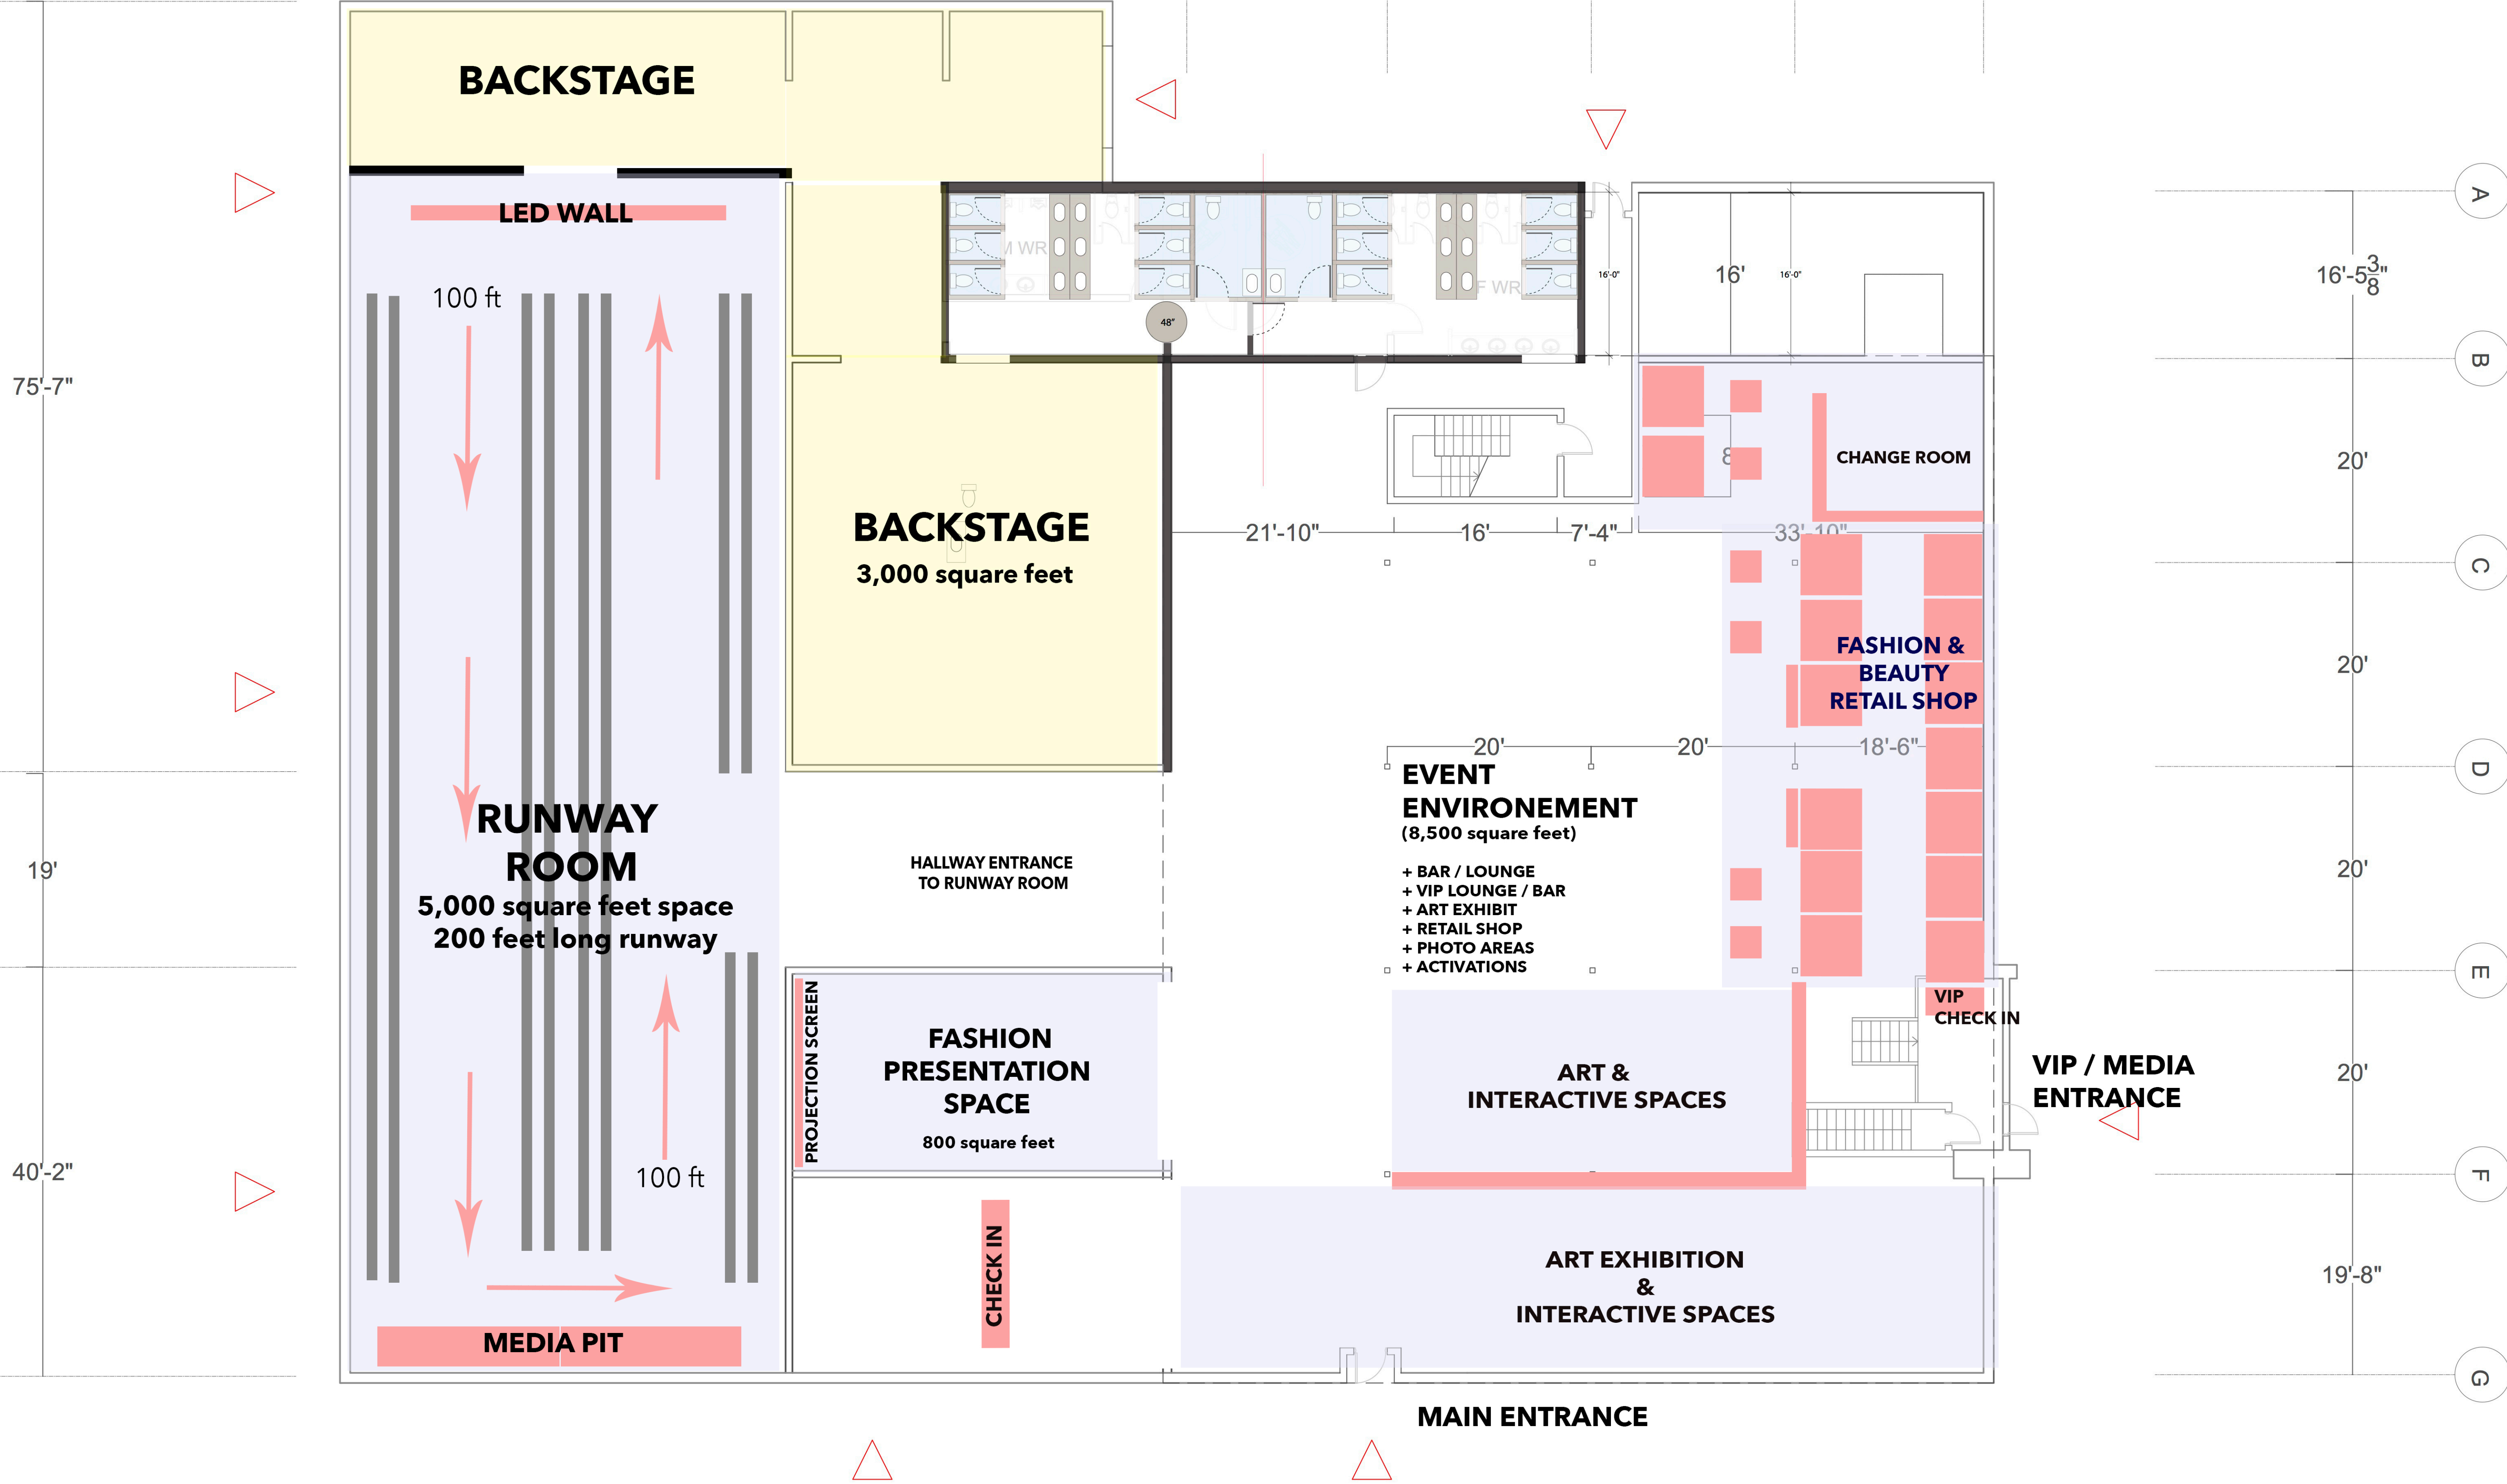 BACKSTAGE
LED WALL
100 ft
M WR
F WR
48"
16'-0"
16'
16'-0"
16'-5 3/8"
A
75'-7"
B
CHANGE ROOM
8
20'
BACKSTAGE
3,000 square feet
21'-10"
16'
7'-4"
33'-10"
C
FASHION &
BEAUTY
RETAIL SHOP
20'
20'
20'
18'-6"
D
EVENT
ENVIRONEMENT
(8,500 square feet)
+ BAR / LOUNGE
+ VIP LOUNGE / BAR
+ ART EXHIBIT
+ RETAIL SHOP
+ PHOTO AREAS
+ ACTIVATIONS
RUNWAY
ROOM
5,000 square feet space
200 feet long runway
HALLWAY ENTRANCE
TO RUNWAY ROOM
19'
20'
E
PROJECTION SCREEN
FASHION
PRESENTATION
SPACE
800 square feet
VIP
CHECK IN
ART &
INTERACTIVE SPACES
VIP / MEDIA
ENTRANCE
20'
40'-2"
100 ft
F
CHECK IN
ART EXHIBITION
&
INTERACTIVE SPACES
19'-8"
MEDIA PIT
G
MAIN ENTRANCE